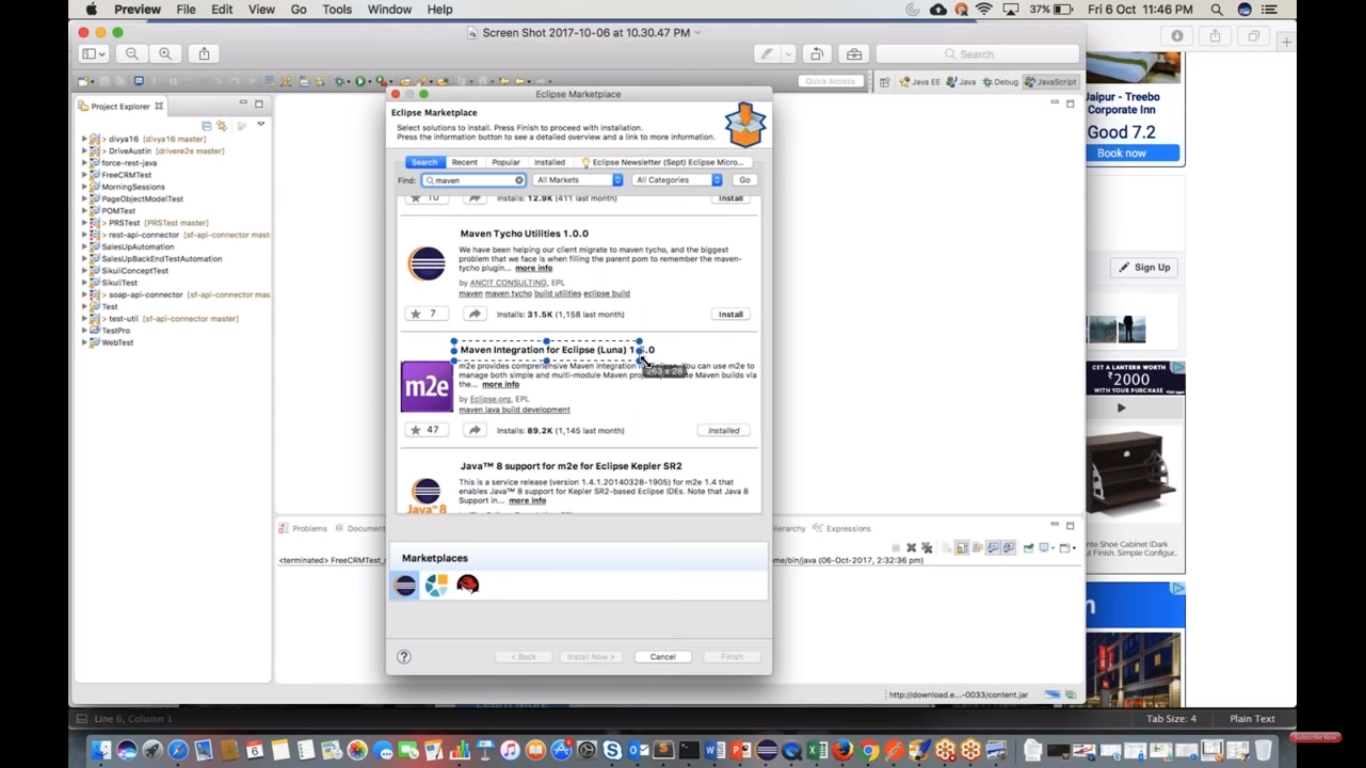 Preview File Edit View Go Tools Window Help
37% Fri 6 Oct 11:46 PM
Screen Shot 2017-10-06 at 10.30.47 PM
Search
Quick Access
Java EE Java Debug JavaScript
Project Explorer
> divya16 [divya16 master]
> DriveAustin [drivere2e master]
force-rest-java
FreeCRMTest
MorningSessions
PageObjectModelTest
POMTest
> PRSTest [PRSTest master]
> rest-api-connector [sf-api-connector mast
SalesUpAutomation
SalesUpBackEndTestAutomation
SikuliConceptTest
SikuliTest
> soap-api-connector [sf-api-connector mas
Test
> test-util [sf-api-connector master]
TestPro
WebTest
Eclipse Marketplace
Eclipse Marketplace
Select solutions to install. Press Finish to proceed with installation.
Press the information button to see a detailed overview and a link to more information.
Search Recent Popular Installed Eclipse Newsletter (Sept) Eclipse Micro...
Find: maven All Markets All Categories Go
10 Installs: 12.9K (411 last month) Install
Maven Tycho Utilities 1.0.0
We have been helping our client migrate to maven tycho, and the biggest
problem that we face is when filling the parent pom to remember the maven-
tycho plugin... more info
by ANCIT CONSULTING, EPL
maven maven tycho build utilities eclipse build
7 Installs: 31.5K (1,158 last month) Install
Maven Integration for Eclipse (Luna) 1 .0
m2e provides comprehensive Maven integration You can use m2e to
manage both simple and multi-module Maven Maven builds via
the... more info
m2e
by Eclipse.org, EPL
maven java build development
47 Installs: 89.2K (1,145 last month) Installed
Java™ 8 support for m2e for Eclipse Kepler SR2
This is a service release (version 1.4.1.20140328-1905) for m2e 1.4 that
enables Java™ 8 support for Kepler SR2-based Eclipse IDEs. Note that Java 8
Support in... more info
Java™ 8
Marketplaces
< Back Install Now > Cancel Finish
Problems Document
Hierarchy Expressions
<terminated> FreeCRMTest_
me/bin/java (06-Oct-2017, 2:32:36 pm)
http://download.e...-0033/content.jar
Jaipur - Treebo
Corporate Inn
Good 7.2
Book now
Sign Up
GET A LANTERN WORTH
₹2000
WITH YOUR PURCHASE
nte Shoe Cabinet (Dark
t Finish, Simple Configur..
n
Learn More
Line 6, Column 1
Tab Size: 4 Plain Text
Subscribe Now